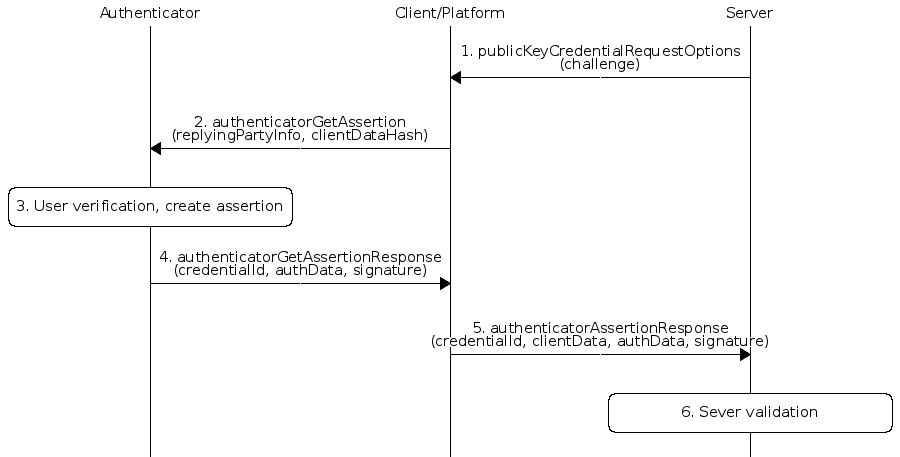 Authenticator
Client/Platform
Server
1. publicKeyCredentialRequestOptions
(challenge)
2. authenticatorGetAssertion
(replyingPartyInfo, clientDataHash)
3. User verification, create assertion
4. authenticatorGetAssertionResponse
(credentialId, authData, signature)
5. authenticatorAssertionResponse
(credentialId, clientData, authData, signature)
6. Sever validation